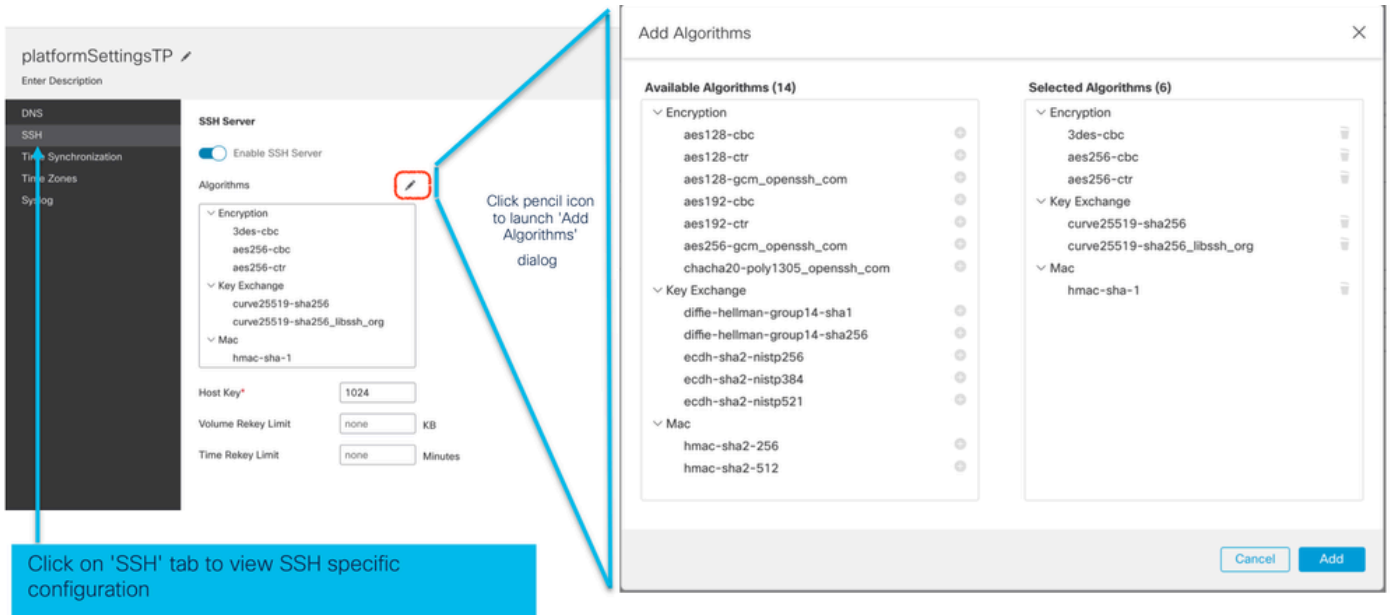 platformSettingsTP
Enter Description
DNS
SSH
Time Synchronization
Time Zones
Syslog
SSH Server
Enable SSH Server
Algorithms
Encryption
3des-cbc
aes256-cbc
aes256-ctr
Key Exchange
curve25519-sha256
curve25519-sha256_libssh_org
Mac
hmac-sha-1
Host Key*
1024
Volume Rekey Limit
none
KB
Time Rekey Limit
none
Minutes
Click pencil icon
to launch 'Add
Algorithms'
dialog
Click on 'SSH' tab to view SSH specific
configuration
Add Algorithms
Available Algorithms (14)
Encryption
aes128-cbc
aes128-ctr
aes128-gcm_openssh_com
aes192-cbc
aes192-ctr
aes256-gcm_openssh_com
chacha20-poly1305_openssh_com
Key Exchange
diffie-hellman-group14-sha1
diffie-hellman-group14-sha256
ecdh-sha2-nistp256
ecdh-sha2-nistp384
ecdh-sha2-nistp521
Mac
hmac-sha2-256
hmac-sha2-512
Selected Algorithms (6)
Encryption
3des-cbc
aes256-cbc
aes256-ctr
Key Exchange
curve25519-sha256
curve25519-sha256_libssh_org
Mac
hmac-sha-1
Cancel
Add